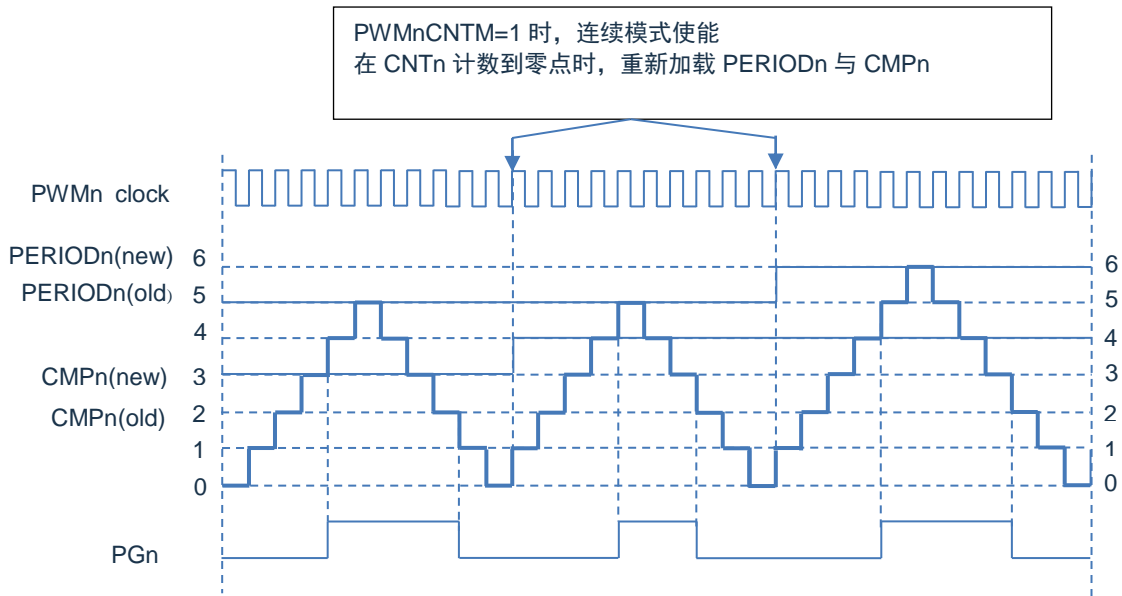 PWMnCNTM=1 时，连续模式使能
在 CNTn 计数到零点时，重新加载 PERIODn 与 CMPn
PWMn clock
PERIODn(new) 6 6
PERIODn(old) 5 5
4 4
CMPn(new) 3 3
CMPn(old) 2 2
1 1
0 0
PGn